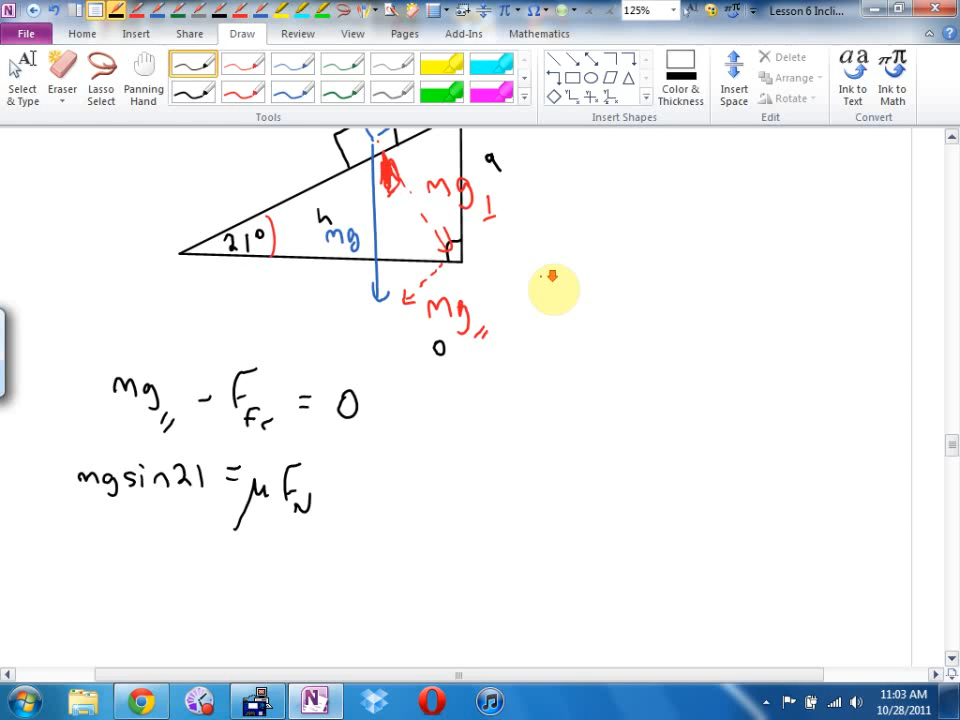 125%
Lesson 6 Incli...
File Home Insert Share Draw Review View Pages Add-Ins Mathematics
Select & Type
Eraser
Lasso Select
Panning Hand
Color & Thickness
Insert Space
Delete
Arrange
Rotate
Ink to Text
Ink to Math
Tools
Insert Shapes
Edit
Convert
a
mg⊥
h
21°
mg
mg∥
o
mg∥ - F_Fr = 0
mgsin21 = μF_N
11:03 AM
10/28/2011